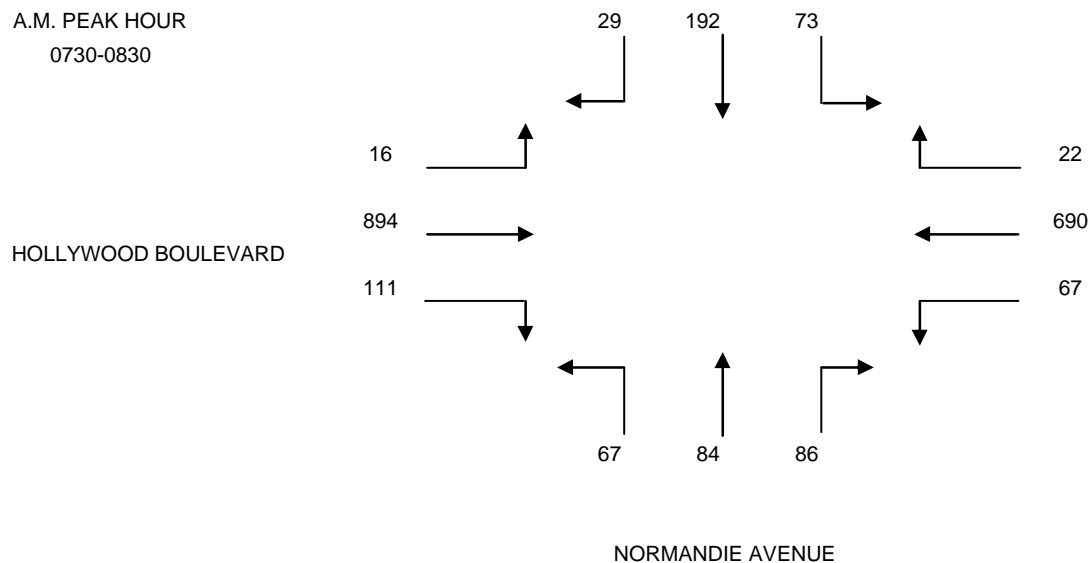 A.M. PEAK HOUR
29 192 73
0730-0830
16 22
894 690
HOLLYWOOD BOULEVARD
111 67
67 84 86
NORMANDIE AVENUE